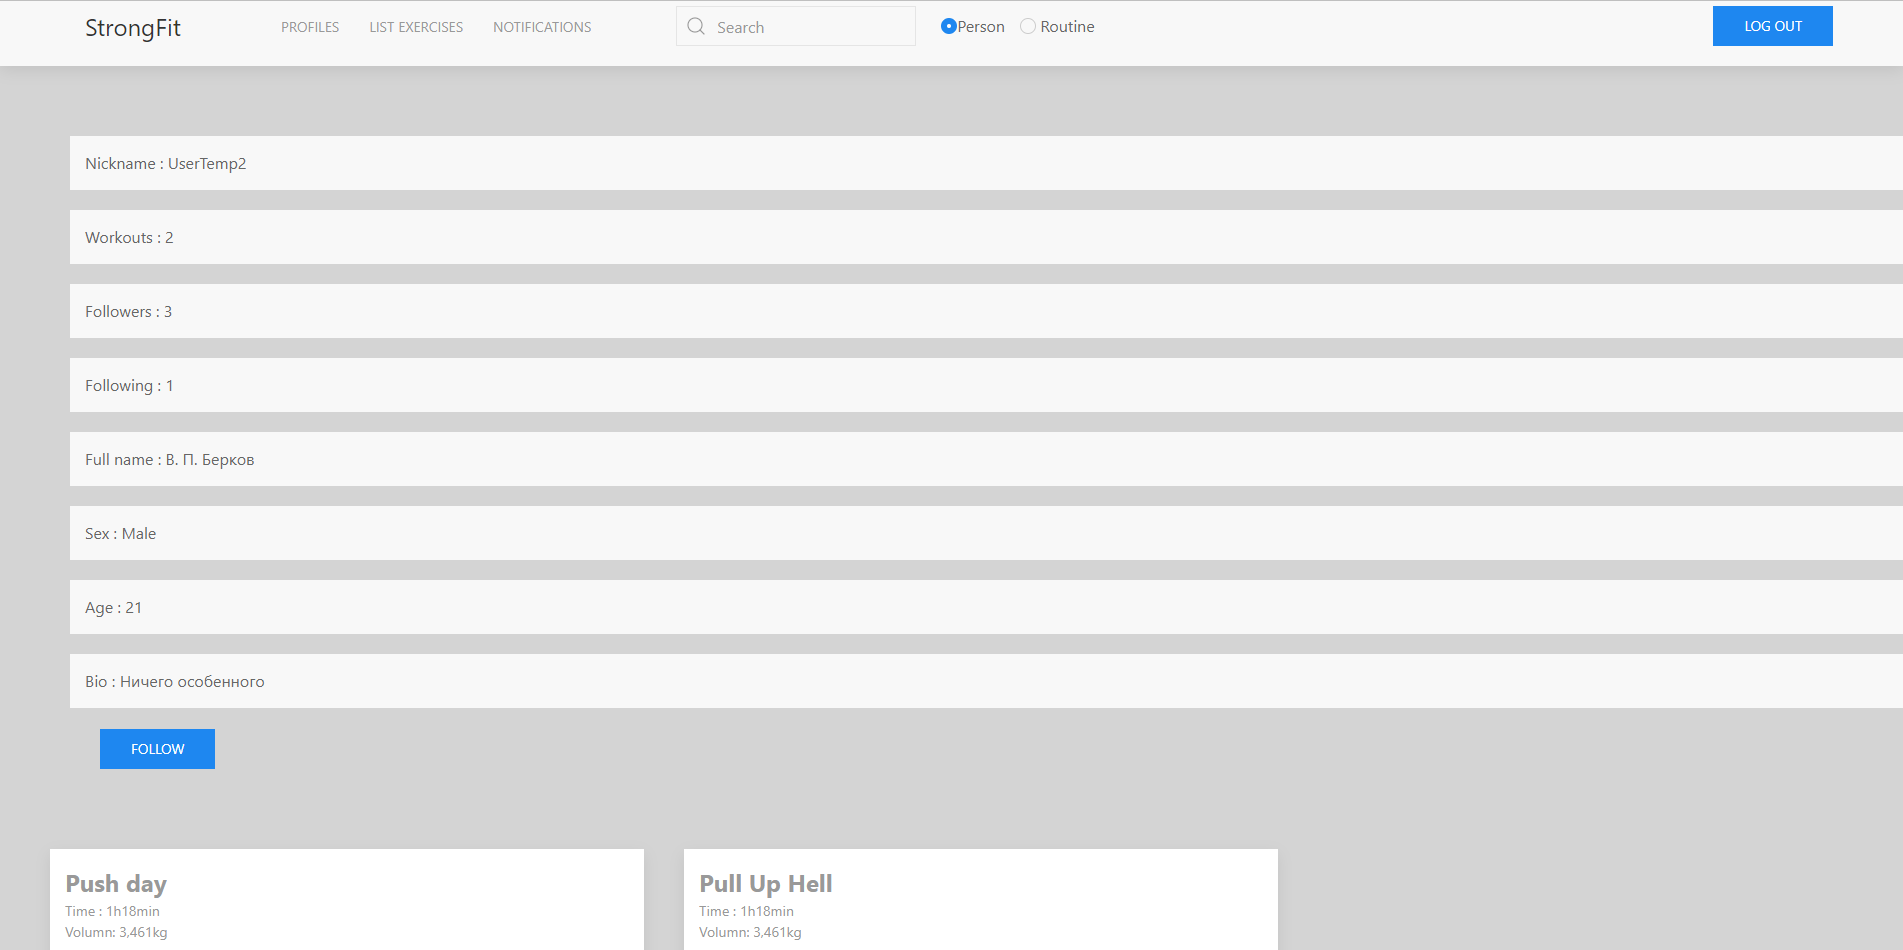 StrongFit
PROFILES
LIST EXERCISES
NOTIFICATIONS
Search
Person
Routine
LOG OUT
Nickname : UserTemp2
Workouts : 2
Followers : 3
Following : 1
Full name : В. П. Берков
Sex : Male
Age : 21
Bio : Ничего особенного
FOLLOW
Push day
Time : 1h18min
Volumn: 3,461kg
Pull Up Hell
Time : 1h18min
Volumn: 3,461kg